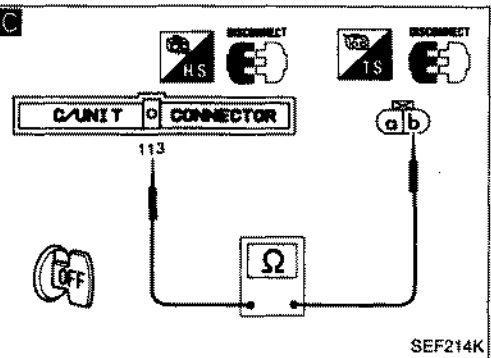 C
DISCONNECT DISCONNECT
H.S. T.S.
C/UNIT CONNECTOR
a b
113
OFF
Ω
SEF214K